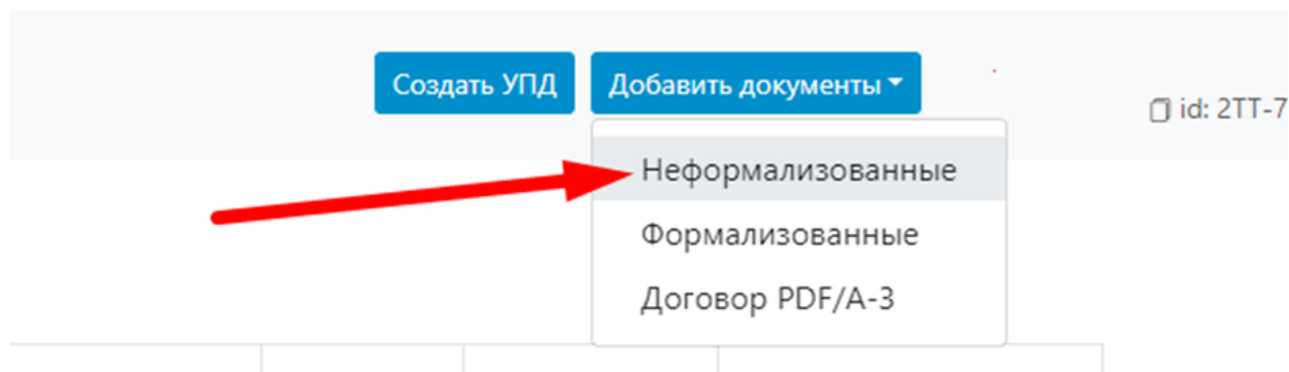 Создать УПД
Добавить документы
id: 2TT-7
Неформализованные
Формализованные
Договор PDF/A-3